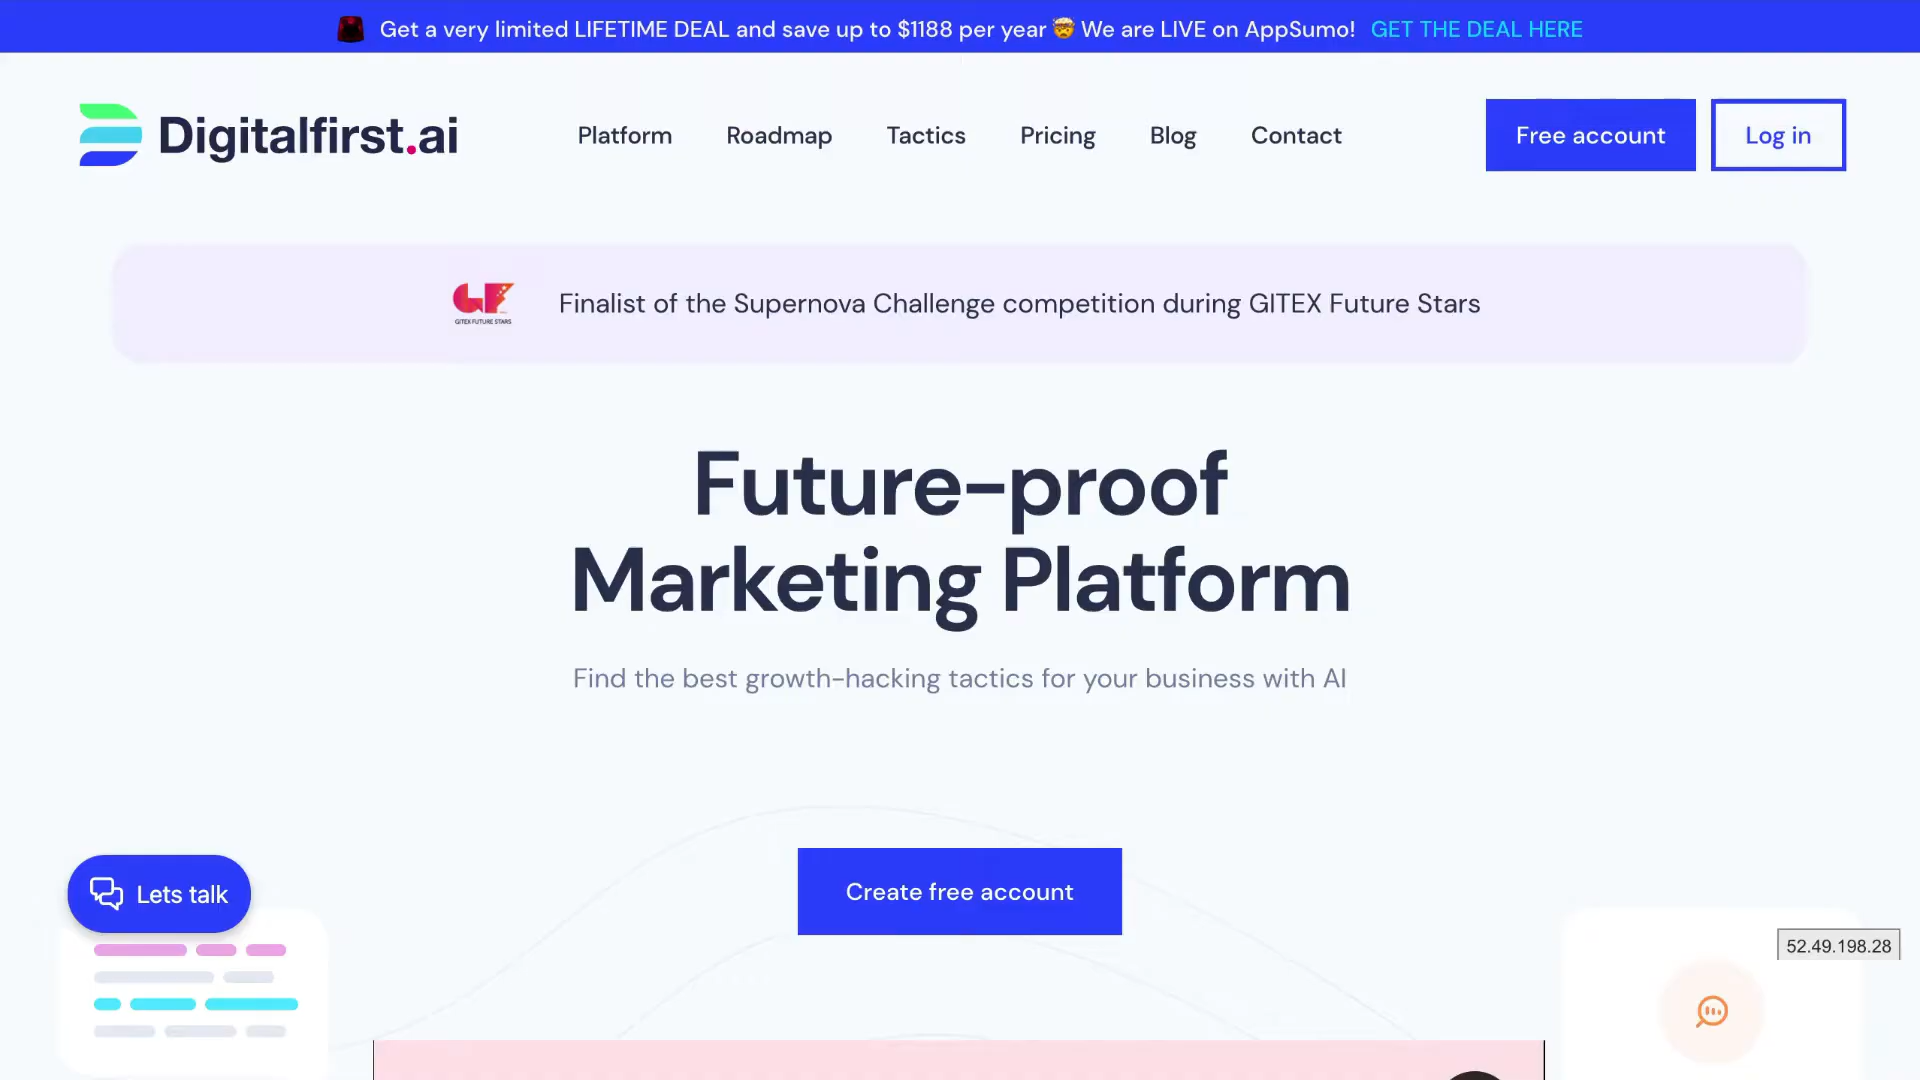 Get a very limited LIFETIME DEAL and save up to $1188 per year 🤯 We are LIVE on AppSumo! GET THE DEAL HERE
Digitalfirst.ai
Platform Roadmap Tactics Pricing Blog Contact
Free account
Log in
GITEX FUTURE STARS
Finalist of the Supernova Challenge competition during GITEX Future Stars
Future-proof
Marketing Platform
Find the best growth-hacking tactics for your business with AI
Create free account
Lets talk
52.49.198.28